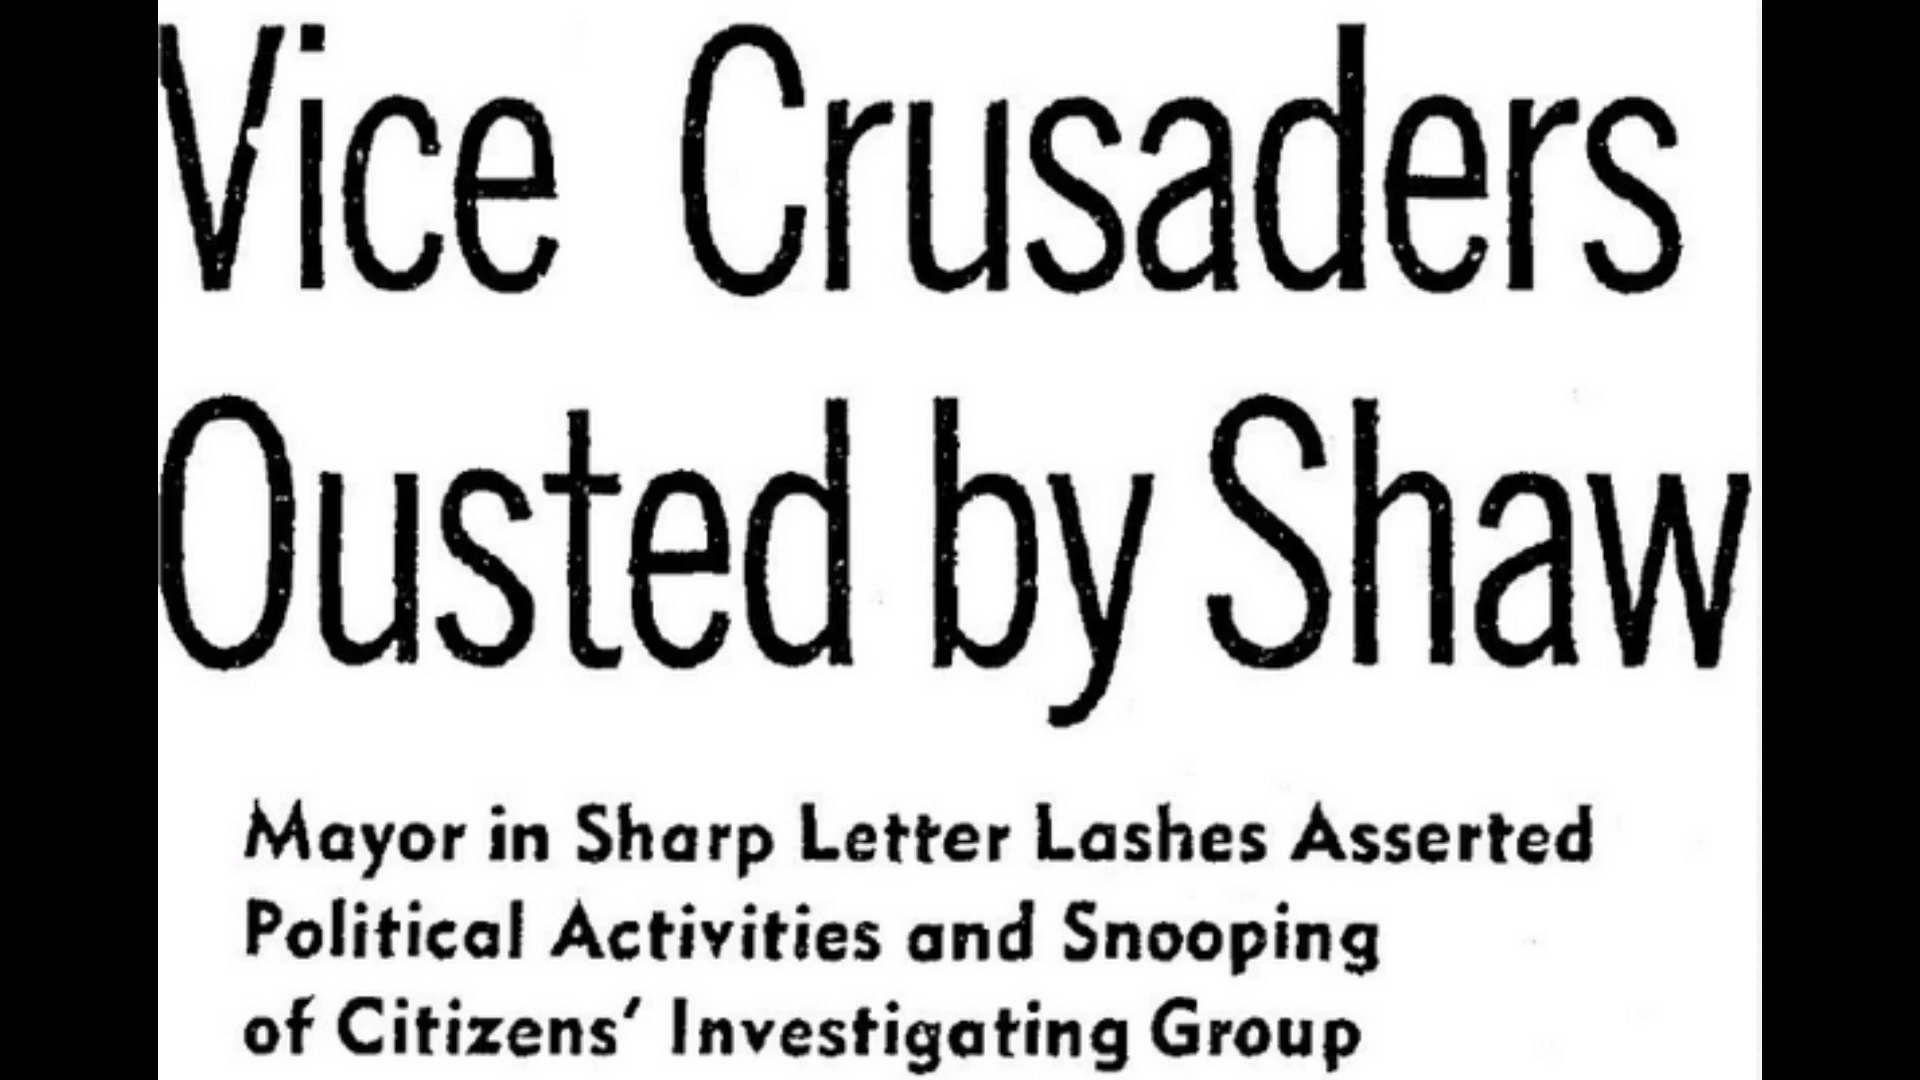 Vice Crusaders
Ousted by Shaw
Mayor in Sharp Letter Lashes Asserted
Political Activities and Snooping
of Citizens' Investigating Group